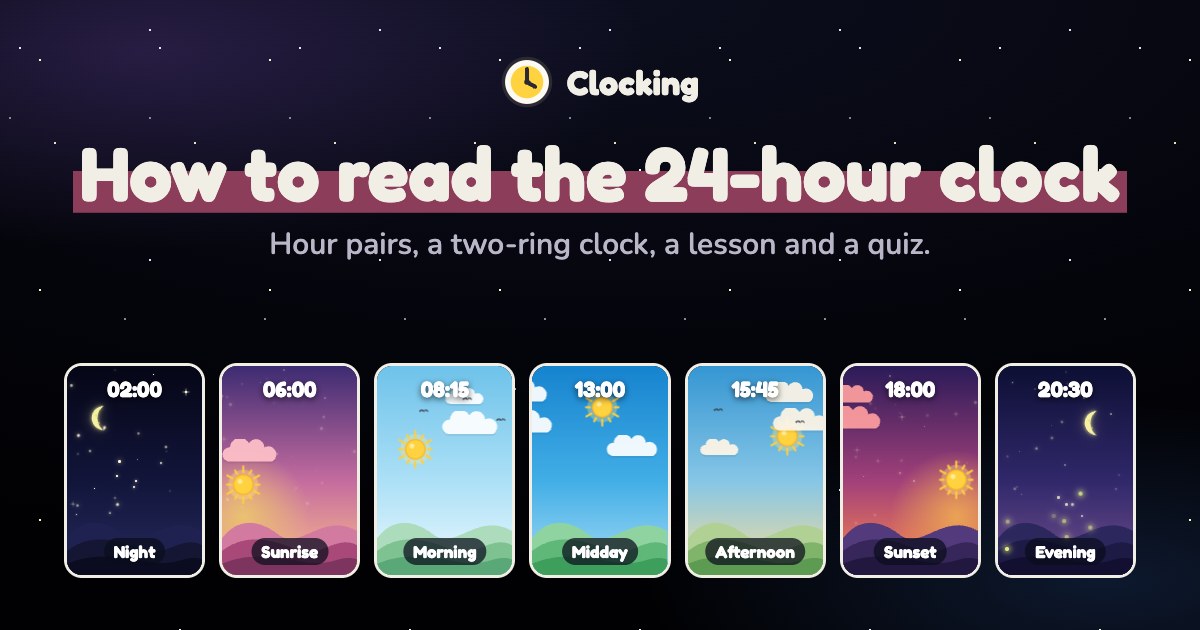 Clocking
How to read the 24-hour clock
Hour pairs, a two-ring clock, a lesson and a quiz.
02:00
Night
06:00
Sunrise
08:15
Morning
13:00
Midday
15:45
Afternoon
18:00
Sunset
20:30
Evening